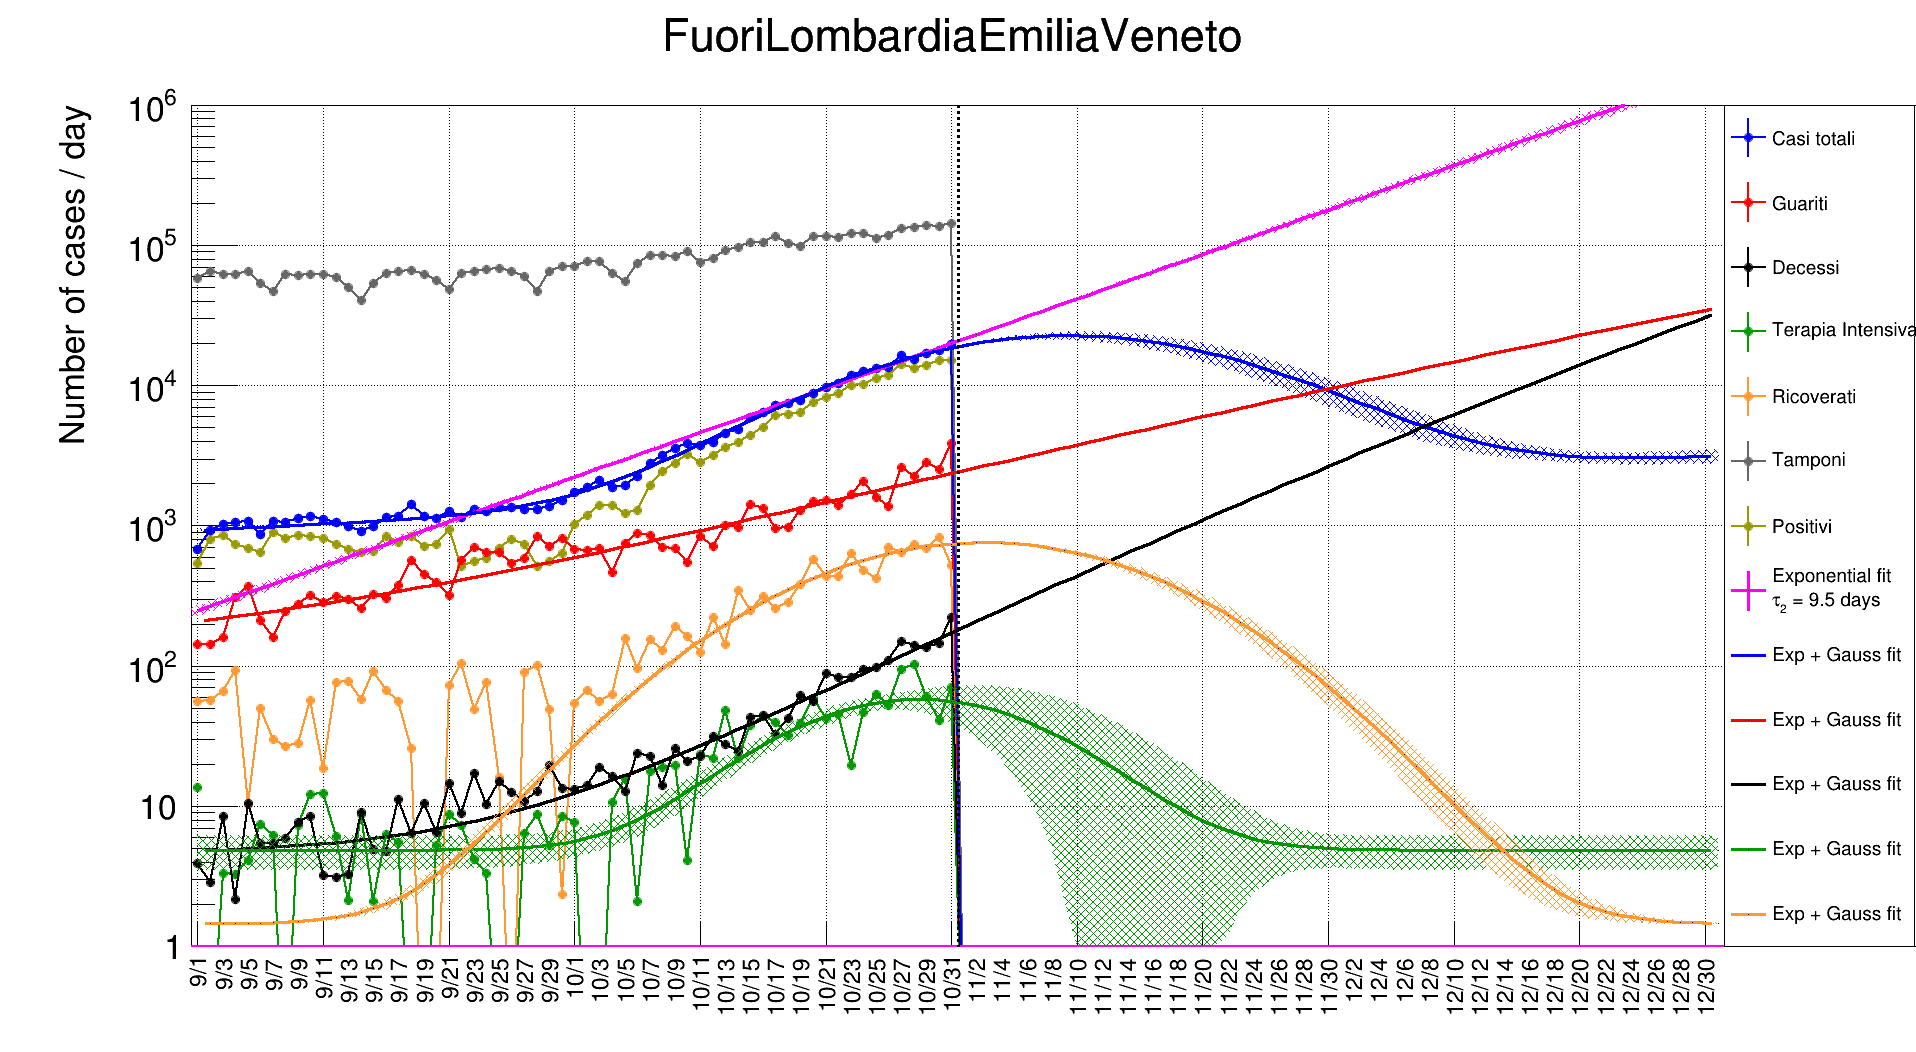 FuoriLombardiaEmiliaVeneto
Number of cases / day
10^6
10^5
10^4
10^3
10^2
10
1
9/1 9/3 9/5 9/7 9/9 9/11 9/13 9/15 9/17 9/19 9/21 9/23 9/25 9/27 9/29 10/1 10/3 10/5 10/7 10/9 10/11 10/13 10/15 10/17 10/19 10/21 10/23 10/25 10/27 10/29 10/31 11/2 11/4 11/6 11/8 11/10 11/12 11/14 11/16 11/18 11/20 11/22 11/24 11/26 11/28 11/30 12/2 12/4 12/6 12/8 12/10 12/12 12/14 12/16 12/18 12/20 12/22 12/24 12/26 12/28 12/30
Casi totali
Guariti
Decessi
Terapia Intensiva
Ricoverati
Tamponi
Positivi
Exponential fit
τ_2 = 9.5 days
Exp + Gauss fit
Exp + Gauss fit
Exp + Gauss fit
Exp + Gauss fit
Exp + Gauss fit